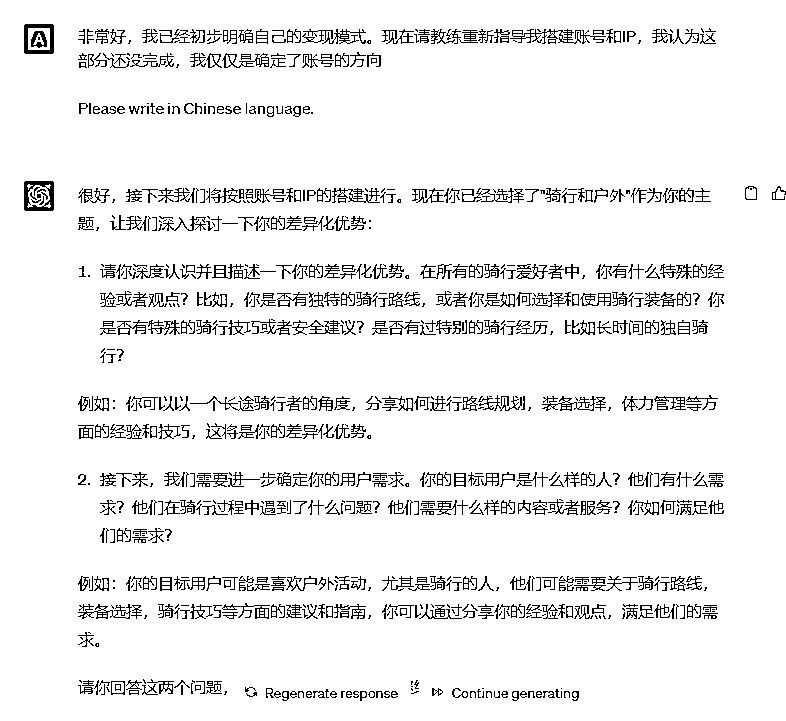 非常好，我已经初步明确自己的变现模式。现在请教练重新指导我搭建账号和IP，我认为这
部分还没完成，我仅仅是确定了账号的方向
Please write in Chinese language.
很好，接下来我们将按照账号和IP的搭建进行。现在你已经选择了"骑行和户外"作为你的主
题，让我们深入探讨一下你的差异化优势：
1. 请你深度认识并且描述一下你的差异化优势。在所有的骑行爱好者中，你有什么特殊的经
验或者观点？比如，你是否有独特的骑行路线，或者你是如何选择和使用骑行装备的？你
是否有特殊的骑行技巧或者安全建议？是否有过特别的骑行经历，比如长时间的独自骑
行？
例如：你可以以一个长途骑行者的角度，分享如何进行路线规划，装备选择，体力管理等方
面的经验和技巧，这将是你的差异化优势。
2. 接下来，我们需要进一步确定你的用户需求。你的目标用户是什么样的人？他们有什么需
求？他们在骑行过程中遇到了什么问题？他们需要什么样的内容或者服务？你如何满足他
们的需求？
例如：你的目标用户可能是喜欢户外活动，尤其是骑行的人，他们可能需要关于骑行路线，
装备选择，骑行技巧等方面的建议和指南，你可以通过分享你的经验和观点，满足他们的需
求。
请你回答这两个问题， Regenerate response Continue generating